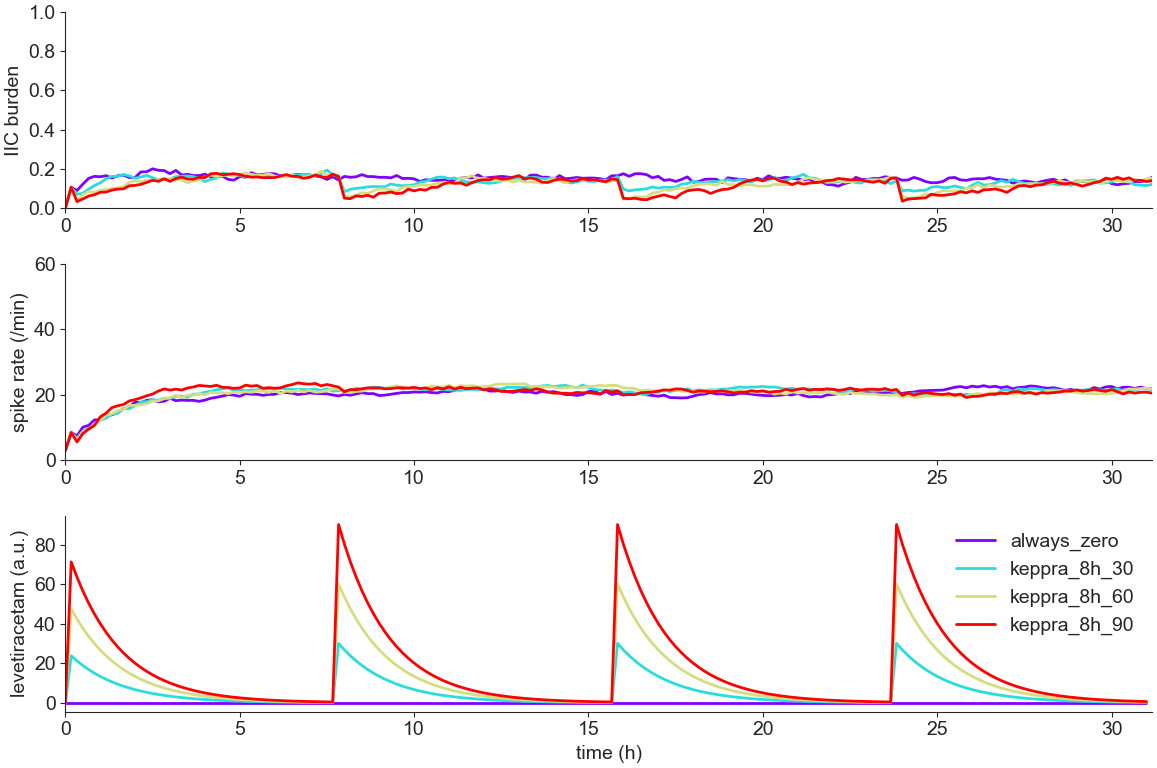 IIC burden
1.0
0.8
0.6
0.4
0.2
0.0
0 5 10 15 20 25 30
spike rate (/min)
60
40
20
0
0 5 10 15 20 25 30
levetiracetam (a.u.)
80
60
40
20
0
always_zero
keppra_8h_30
keppra_8h_60
keppra_8h_90
0 5 10 15 20 25 30
time (h)